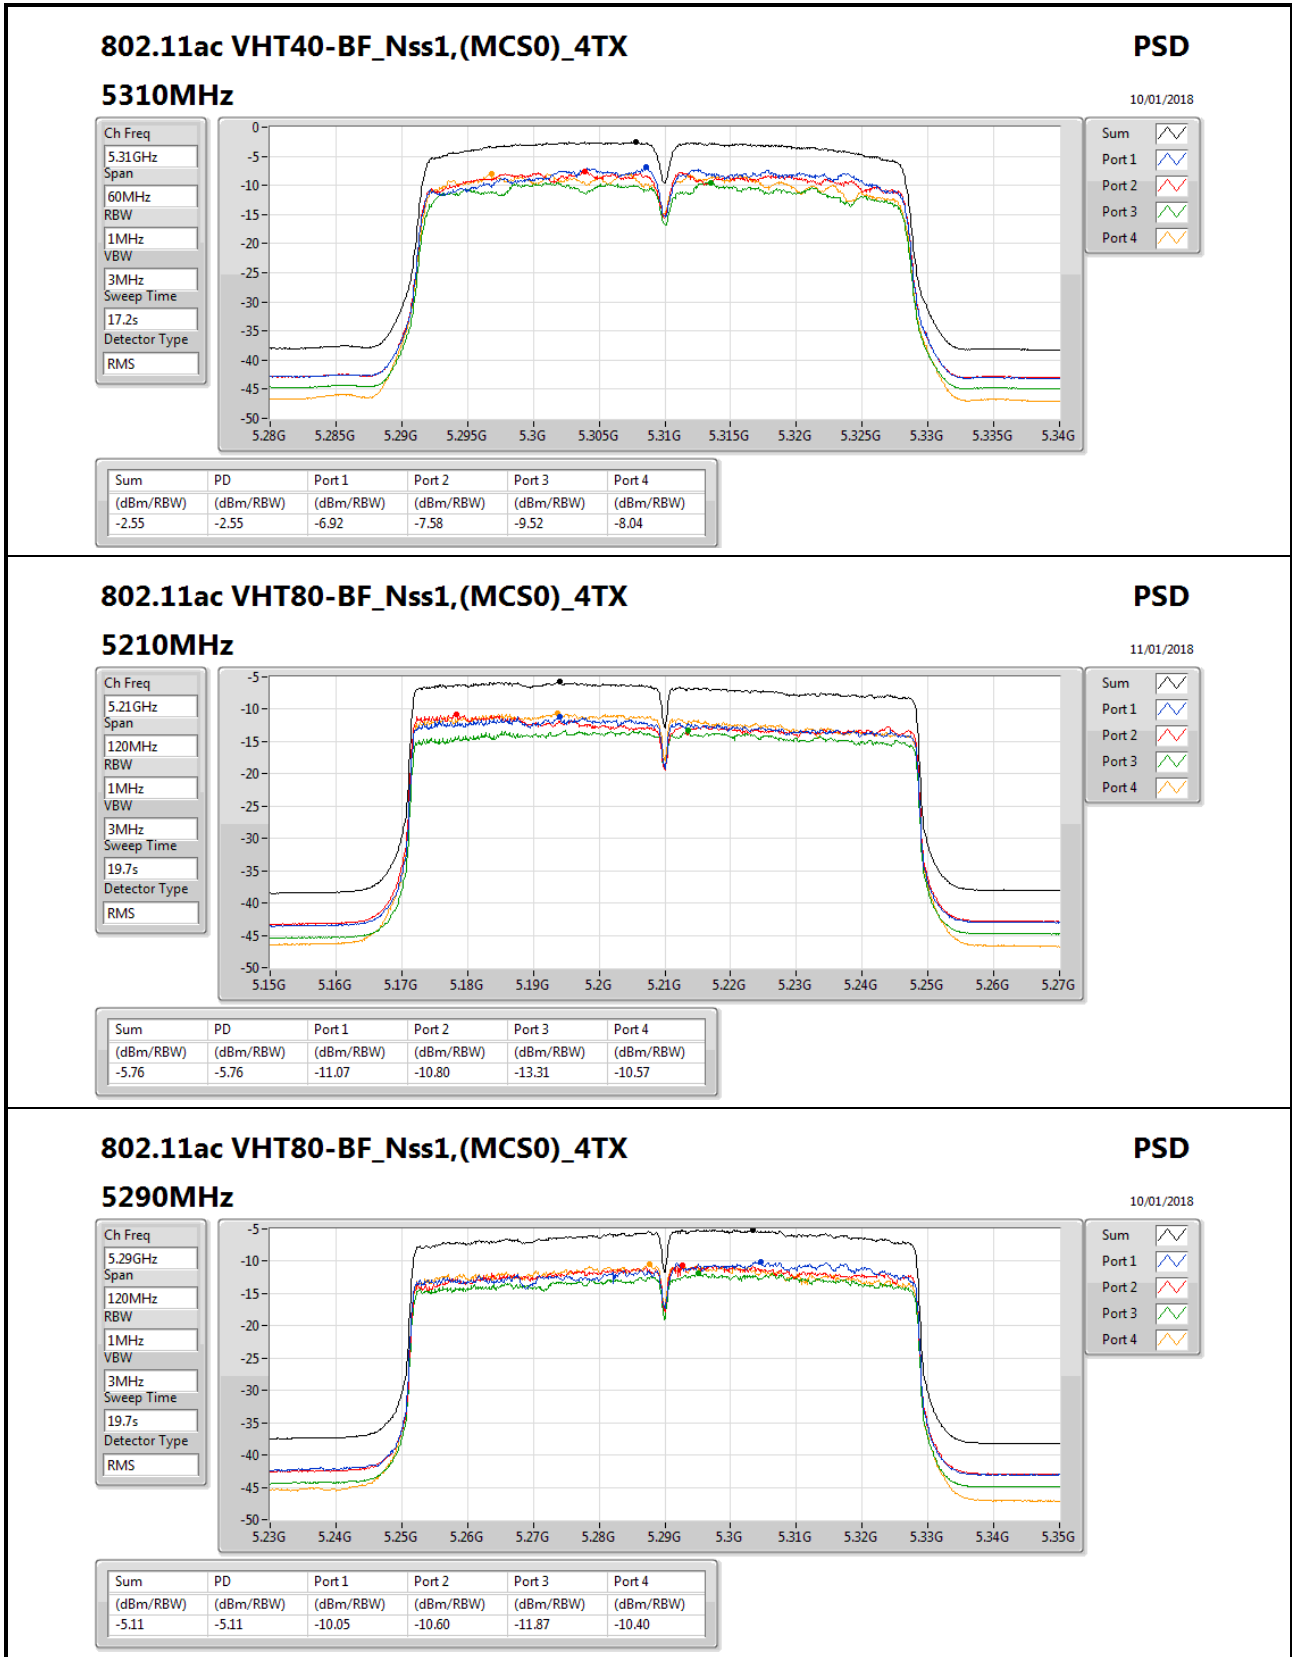 802.11ac VHT40-BF_Nss1,(MCS0)_4TX PSD
5310MHz
10/01/2018
Ch Freq
5.31GHz
Span
60MHz
RBW
1MHz
VBW
3MHz
Sweep Time
17.2s
Detector Type
RMS
0
-5
-10
-15
-20
-25
-30
-35
-40
-45
-50
5.28G 5.285G 5.29G 5.295G 5.3G 5.305G 5.31G 5.315G 5.32G 5.325G 5.33G 5.335G 5.34G
Sum
Port 1
Port 2
Port 3
Port 4
Sum PD Port 1 Port 2 Port 3 Port 4
(dBm/RBW) (dBm/RBW) (dBm/RBW) (dBm/RBW) (dBm/RBW) (dBm/RBW)
-2.55 -2.55 -6.92 -7.58 -9.52 -8.04
802.11ac VHT80-BF_Nss1,(MCS0)_4TX PSD
5210MHz
11/01/2018
Ch Freq
5.21GHz
Span
120MHz
RBW
1MHz
VBW
3MHz
Sweep Time
19.7s
Detector Type
RMS
-5
-10
-15
-20
-25
-30
-35
-40
-45
-50
5.15G 5.16G 5.17G 5.18G 5.19G 5.2G 5.21G 5.22G 5.23G 5.24G 5.25G 5.26G 5.27G
Sum
Port 1
Port 2
Port 3
Port 4
Sum PD Port 1 Port 2 Port 3 Port 4
(dBm/RBW) (dBm/RBW) (dBm/RBW) (dBm/RBW) (dBm/RBW) (dBm/RBW)
-5.76 -5.76 -11.07 -10.80 -13.31 -10.57
802.11ac VHT80-BF_Nss1,(MCS0)_4TX PSD
5290MHz
10/01/2018
Ch Freq
5.29GHz
Span
120MHz
RBW
1MHz
VBW
3MHz
Sweep Time
19.7s
Detector Type
RMS
-5
-10
-15
-20
-25
-30
-35
-40
-45
-50
5.23G 5.24G 5.25G 5.26G 5.27G 5.28G 5.29G 5.3G 5.31G 5.32G 5.33G 5.34G 5.35G
Sum
Port 1
Port 2
Port 3
Port 4
Sum PD Port 1 Port 2 Port 3 Port 4
(dBm/RBW) (dBm/RBW) (dBm/RBW) (dBm/RBW) (dBm/RBW) (dBm/RBW)
-5.11 -5.11 -10.05 -10.60 -11.87 -10.40